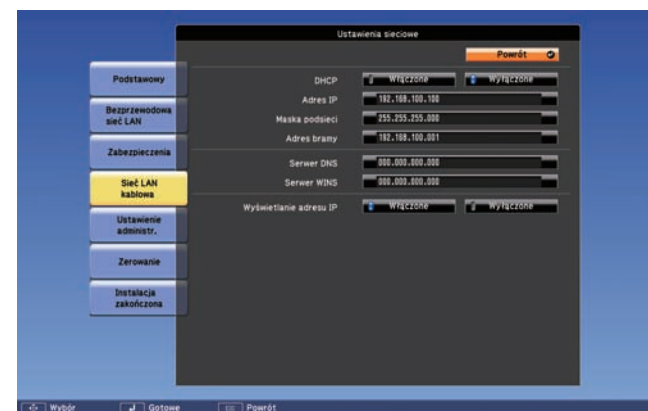 Ustawienia sieciowe
Powrót
Podstawowy
Bezprzewodowa
sieć LAN
Zabezpieczenia
Sieć LAN
kablowa
Ustawienie
administr.
Zerowanie
Instalacja
zakończona
DHCP Włączone Wyłączone
Adres IP 192.168.100.100
Maska podsieci 255.255.255.000
Adres bramy 192.168.100.001
Serwer DNS 000.000.000.000
Serwer WINS 000.000.000.000
Wyświetlanie adresu IP Włączone Wyłączone
Wybór Gotowe Powrót